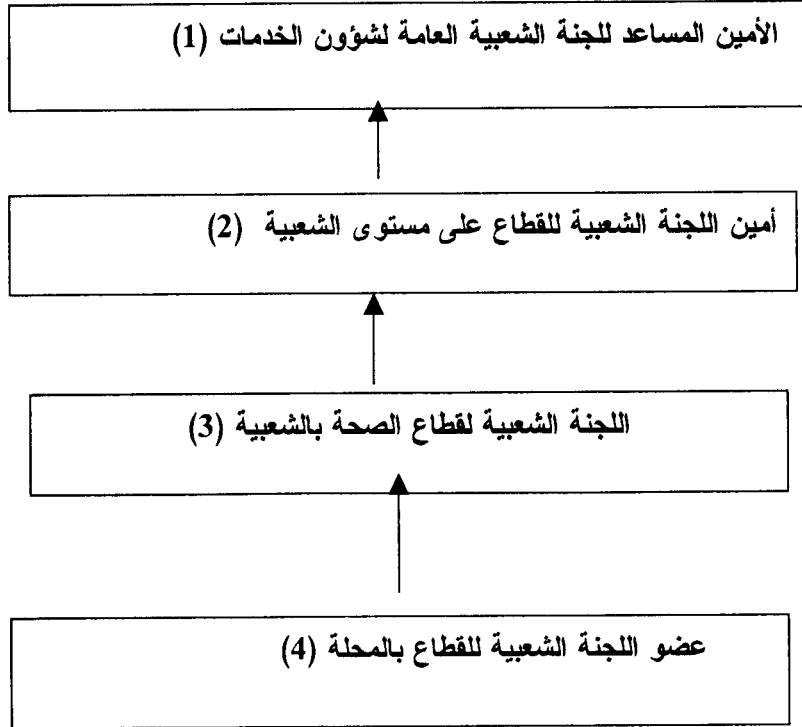 الأمين المساعد للجنة الشعبية العامة لشؤون الخدمات (1)
أمين اللجنة الشعبية للقطاع على مستوى الشعبية (2)
اللجنة الشعبية لقطاع الصحة بالشعبية (3)
عضو اللجنة الشعبية للقطاع بالمحلة (4)